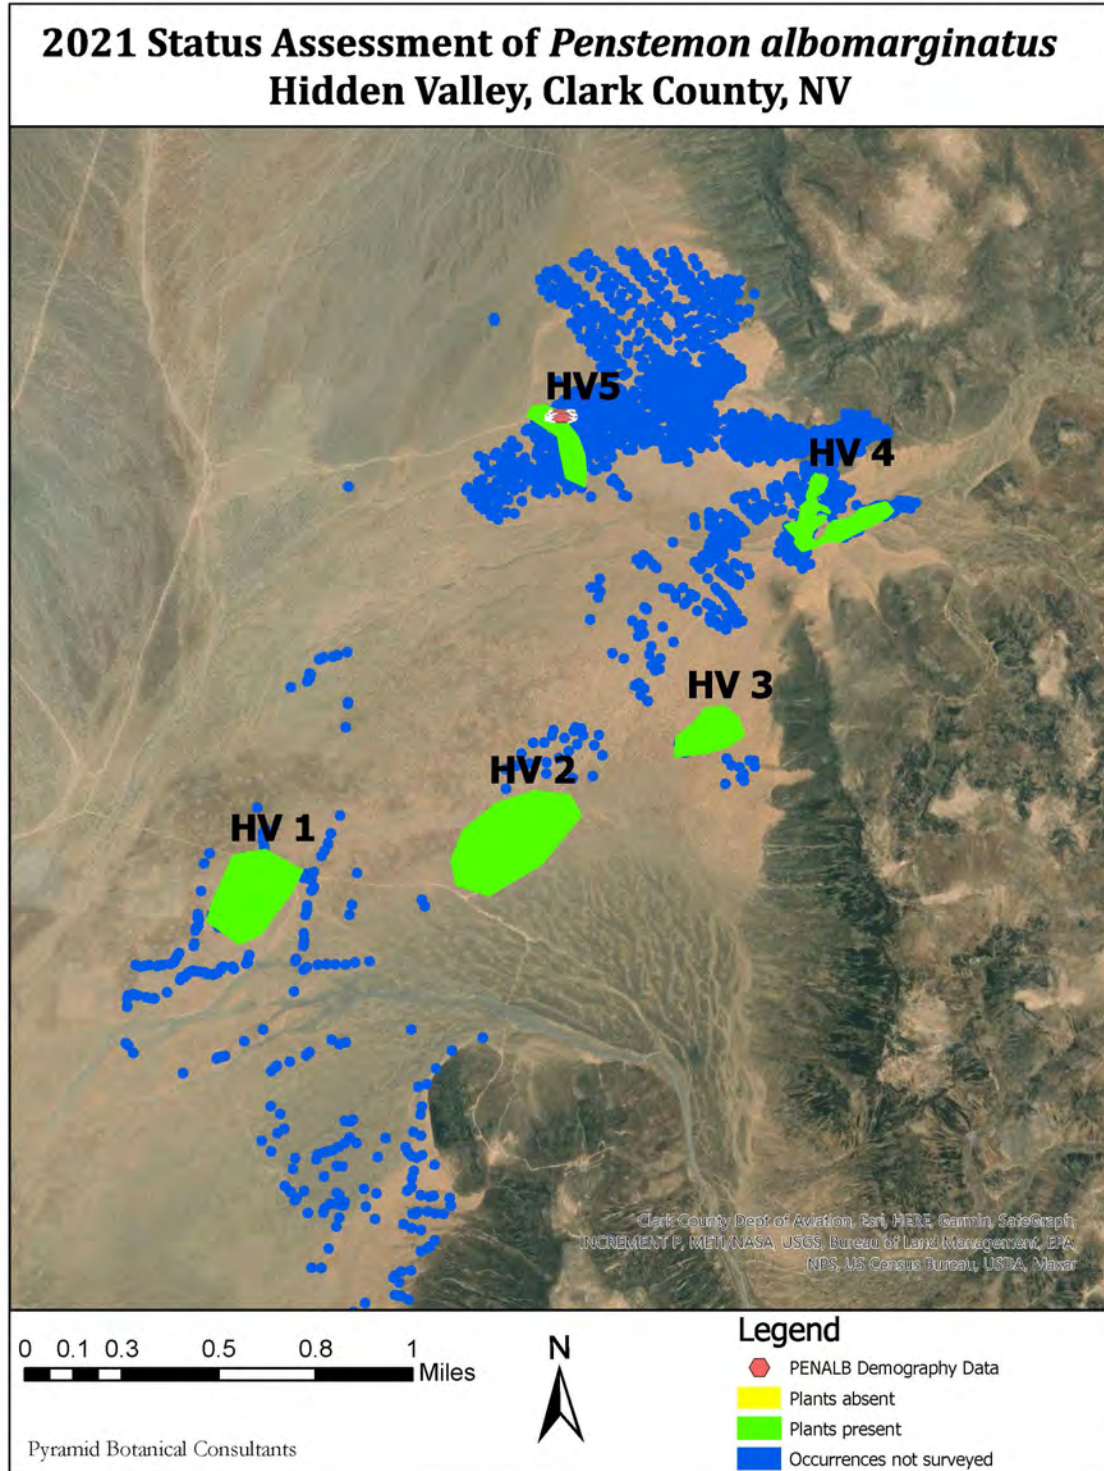 2021 Status Assessment of Penstemon albomarginatus
Hidden Valley, Clark County, NV
HV5
HV 4
HV 3
HV 2
HV 1
Clark County Dept of Aviation, Esri, HERE, Garmin, SafeGraph,
INCREMENT P, METI/NASA, USGS, Bureau of Land Management, EPA,
NPS, US Census Bureau, USDA, Maxar
0 0.1 0.3 0.5 0.8 1
Miles
Pyramid Botanical Consultants
N
Legend
PENALB Demography Data
Plants absent
Plants present
Occurrences not surveyed